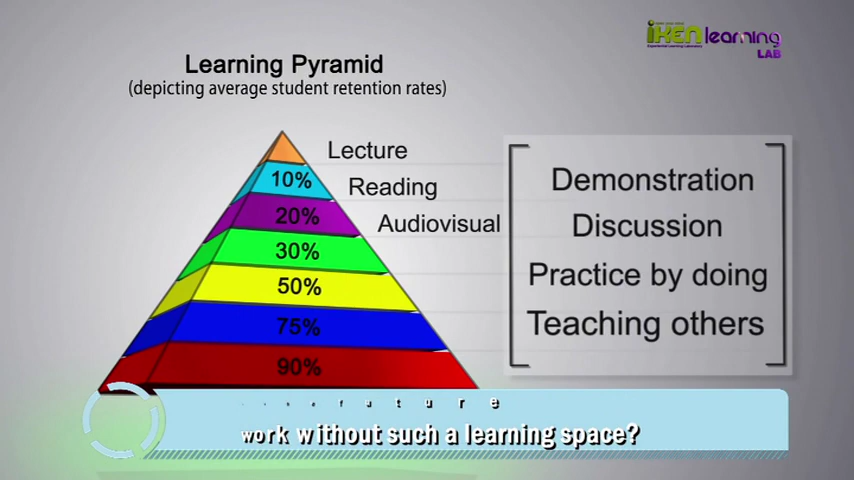 iKEN learning
LAB
Learning Pyramid
(depicting average student retention rates)
Lecture
10%
Reading
20%
Audiovisual
30%
50%
75%
90%
Demonstration
Discussion
Practice by doing
Teaching others
work without such a learning space?